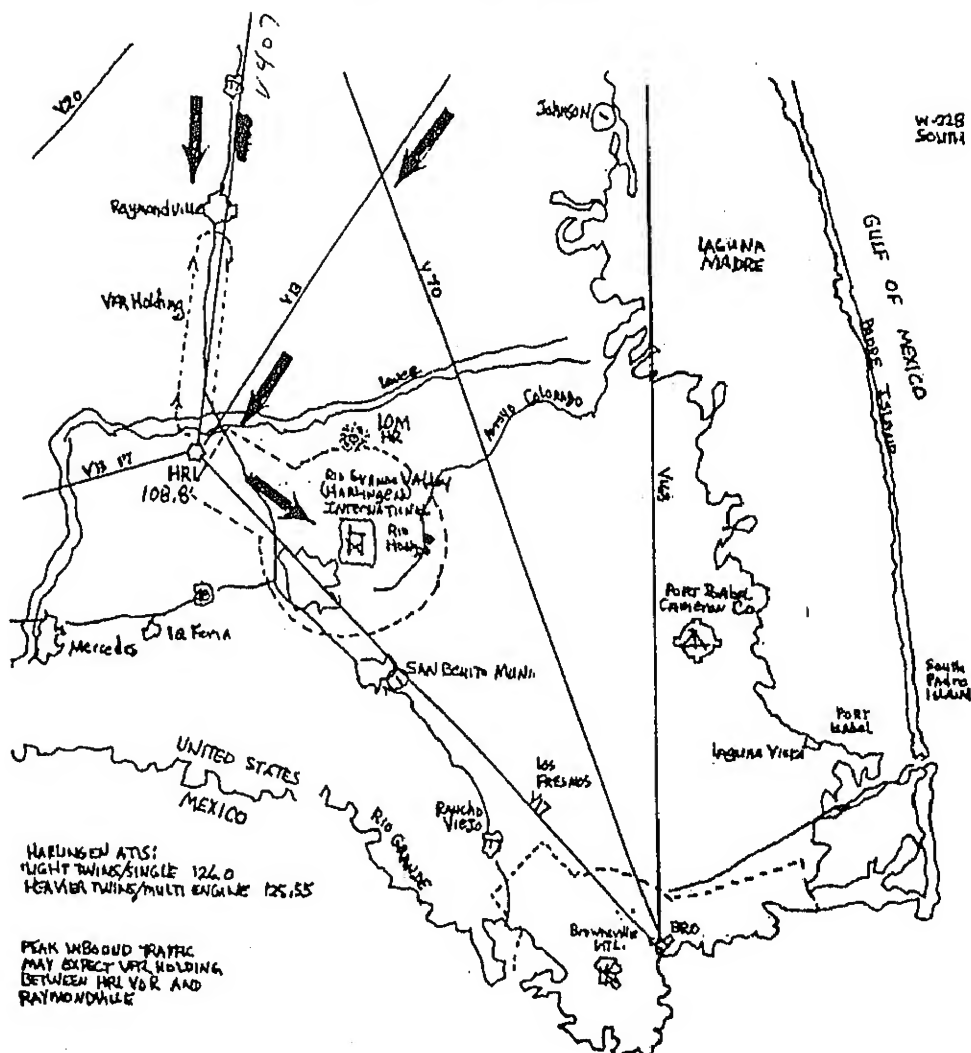 V20
V407
Johnson
W-228
SOUTH
Raymondville
LAGUNA
MADRE
GULF OF MEXICO
PADRE ISLAND
VFR Holding
V13
V70
Arroyo COLORADO
LOM
HR
HRL
108.8
RIO GRANDE VALLEY
(HARLINGEN)
INTERNATIONAL
RIO
V163
PORT ISABEL
CAMERON CO.
Mercedes
La Feria
SAN BENITO MUNI.
South
PADRE
ISLAND
PORT
ISABEL
LAGUNA VISTA
UNITED STATES
MEXICO
LOS
FRESNOS
V17
RANCHO
VIEJO
RIO GRANDE
HARLINGEN ATIS:
LIGHT TWINS/SINGLE 124.0
HEAVIER TWINS/MULTI ENGINE 125.55
BRO
Brownsville
INTL.
PEAK INBOUND TRAFFIC
MAY EXPECT VFR HOLDING
BETWEEN HRL VOR AND
RAYMONDVILLE